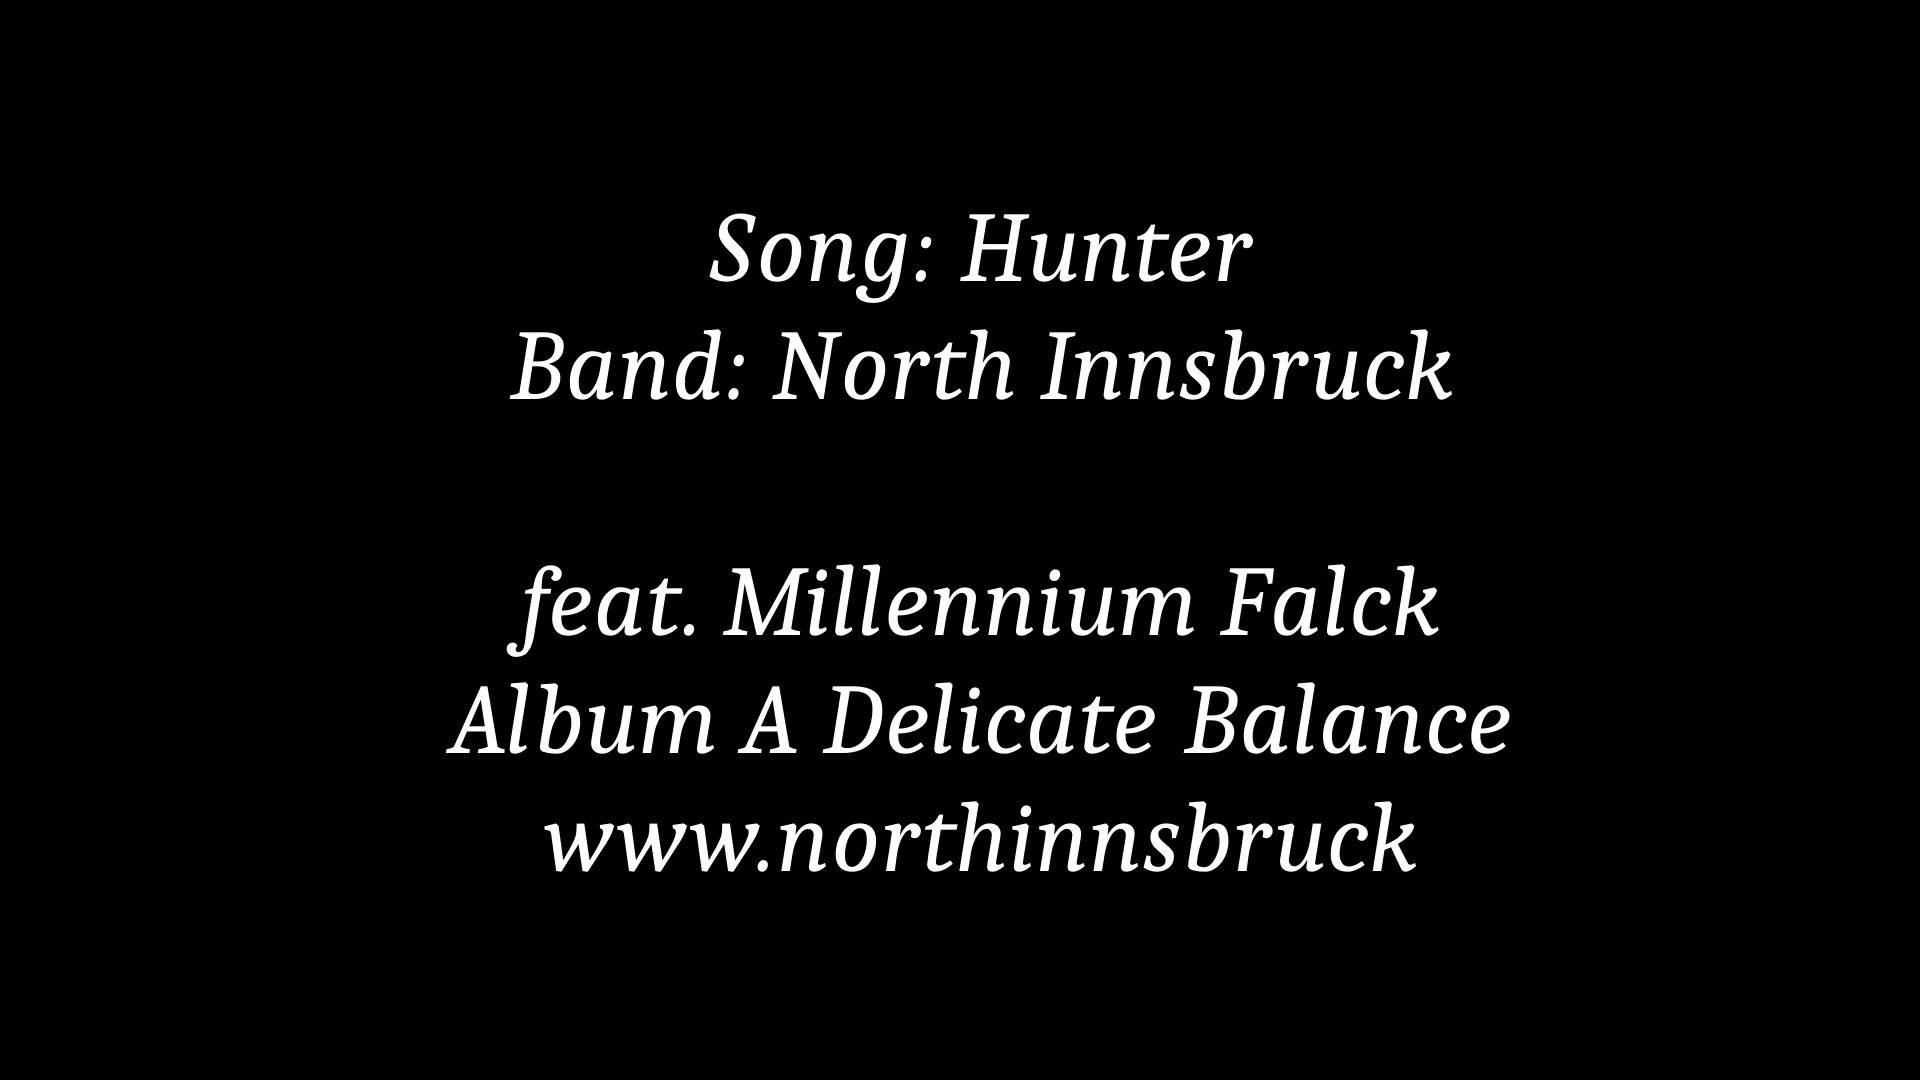 Song: Hunter
Band: North Innsbruck
feat. Millennium Falck
Album A Delicate Balance
www.northinnsbruck